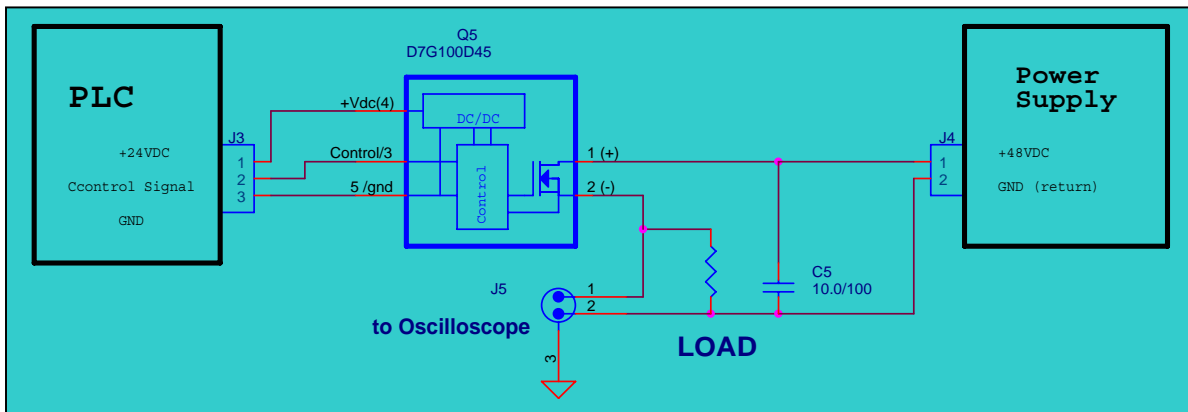 Q5
D7G100D45
PLC
Power
Supply
+Vdc(4)
DC/DC
J3
J4
+24VDC
1
Control/3
1 (+)
1
+48VDC
2
2
Ccontrol Signal
3
5 /gnd
Control
2 (-)
GND (return)
GND
C5
10.0/100
J5
1
2
to Oscilloscope
LOAD
3